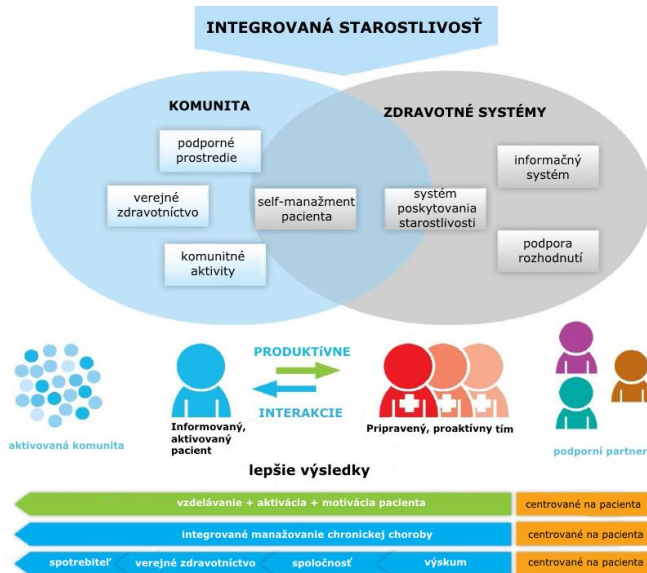 INTEGROVANÁ STAROSTLIVOSŤ
KOMUNITA
ZDRAVOTNÉ SYSTÉMY
podporné
prostredie
informačný
systém
verejné
zdravotníctvo
self-manažment
pacienta
systém
poskytovania
starostlivosti
komunitné
aktivity
podpora
rozhodnutí
PRODUKTíVNE
INTERAKCIE
aktivovaná komunita
Informovaný,
aktivovaný
pacient
Pripravený, proaktívny tím
podporní partner
lepšie výsledky
vzdelávanie + aktivácia + motivácia pacienta
centrované na pacienta
integrované manažovanie chronickej choroby
centrované na pacienta
spotrebiteľ verejné zdravotníctvo spoločnosť výskum
centrované na pacienta